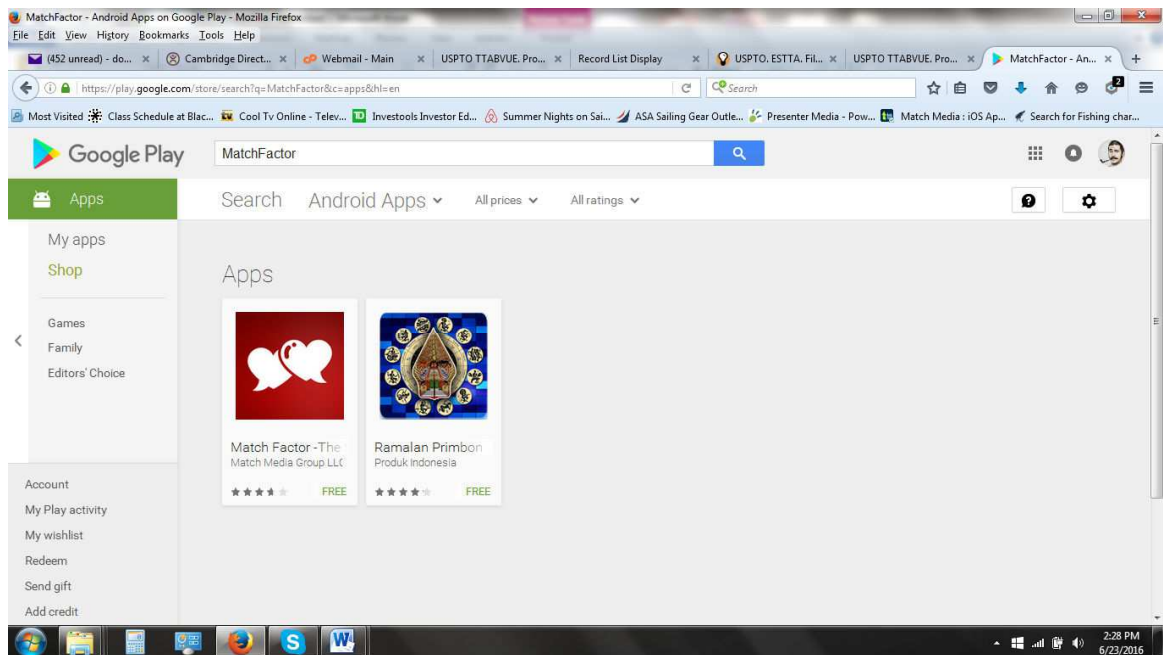 MatchFactor - Android Apps on Google Play - Mozilla Firefox
File Edit View History Bookmarks Tools Help
(452 unread) - do... Cambridge Direct... Webmail - Main USPTO TTABVUE. Pro... Record List Display USPTO. ESTTA. Fil... USPTO TTABVUE. Pro... MatchFactor - An...
https://play.google.com/store/search?q=MatchFactor&c=apps&hl=en Search 2
Most Visited Class Schedule at Blac... Cool Tv Online - Telev... Investools Investor Ed... Summer Nights on Sai... ASA Sailing Gear Outle... Presenter Media - Pow... Match Media : iOS Ap... Search for Fishing char...
Google Play MatchFactor
Apps Search Android Apps All prices All ratings
My apps
Shop
Games
Family
Editors' Choice
Account
My Play activity
My wishlist
Redeem
Send gift
Add credit
Apps
Match Factor -The
Match Media Group LLC
FREE
Ramalan Primbon
Produk Indonesia
FREE
2:28 PM
6/23/2016